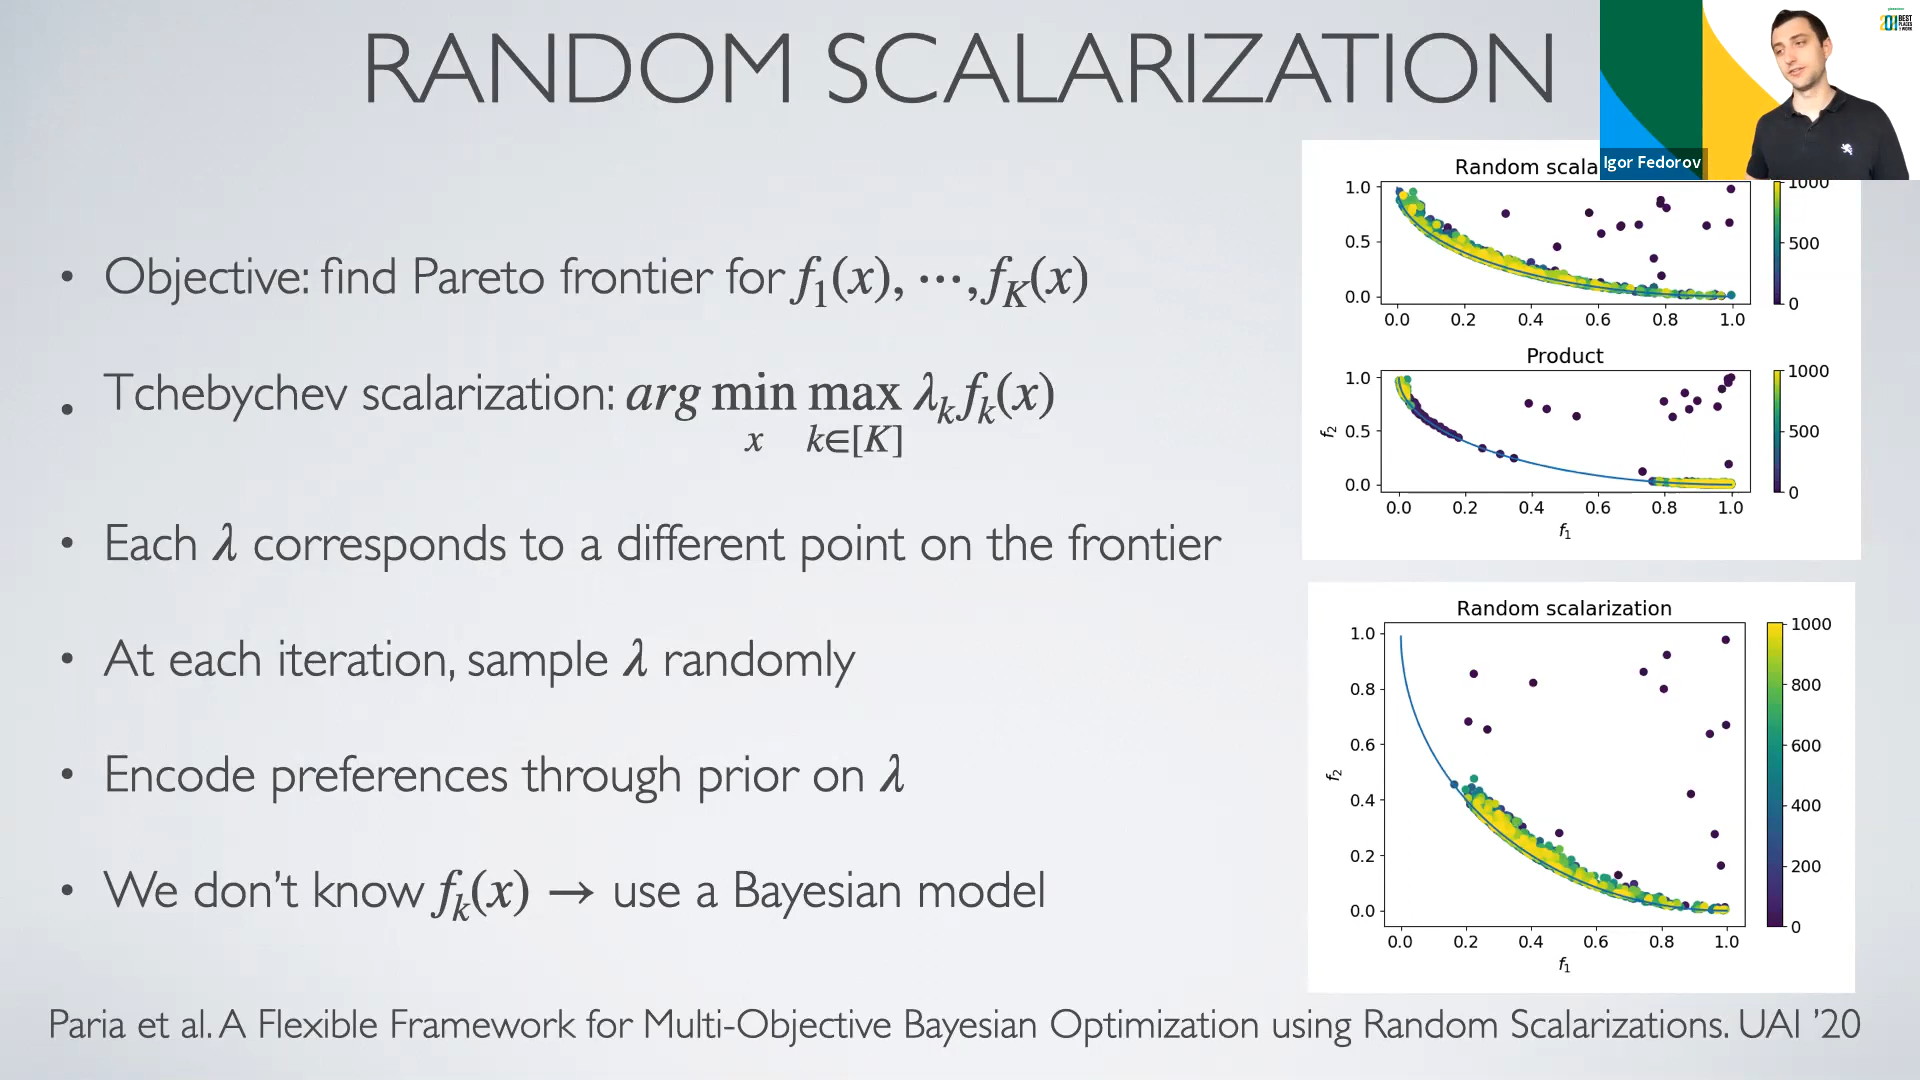 RANDOM SCALARIZATION
Igor Fedorov
BEST
• Objective: find Pareto frontier for f₁(x), ⋯, f_K(x)
• Tchebychev scalarization: arg min_x max_{k∈[K]} λₖfₖ(x)
• Each λ corresponds to a different point on the frontier
• At each iteration, sample λ randomly
• Encode preferences through prior on λ
• We don't know fₖ(x) → use a Bayesian model
Random scala
1.0
0.5
0.0
0.0 0.2 0.4 0.6 0.8 1.0
1000
500
0
Product
f₂
1.0
0.5
0.0
0.0 0.2 0.4 0.6 0.8 1.0
f₁
1000
500
0
Random scalarization
f₂
1.0
0.8
0.6
0.4
0.2
0.0
0.0 0.2 0.4 0.6 0.8 1.0
f₁
1000
800
600
400
200
0
Paria et al. A Flexible Framework for Multi-Objective Bayesian Optimization using Random Scalarizations. UAI '20